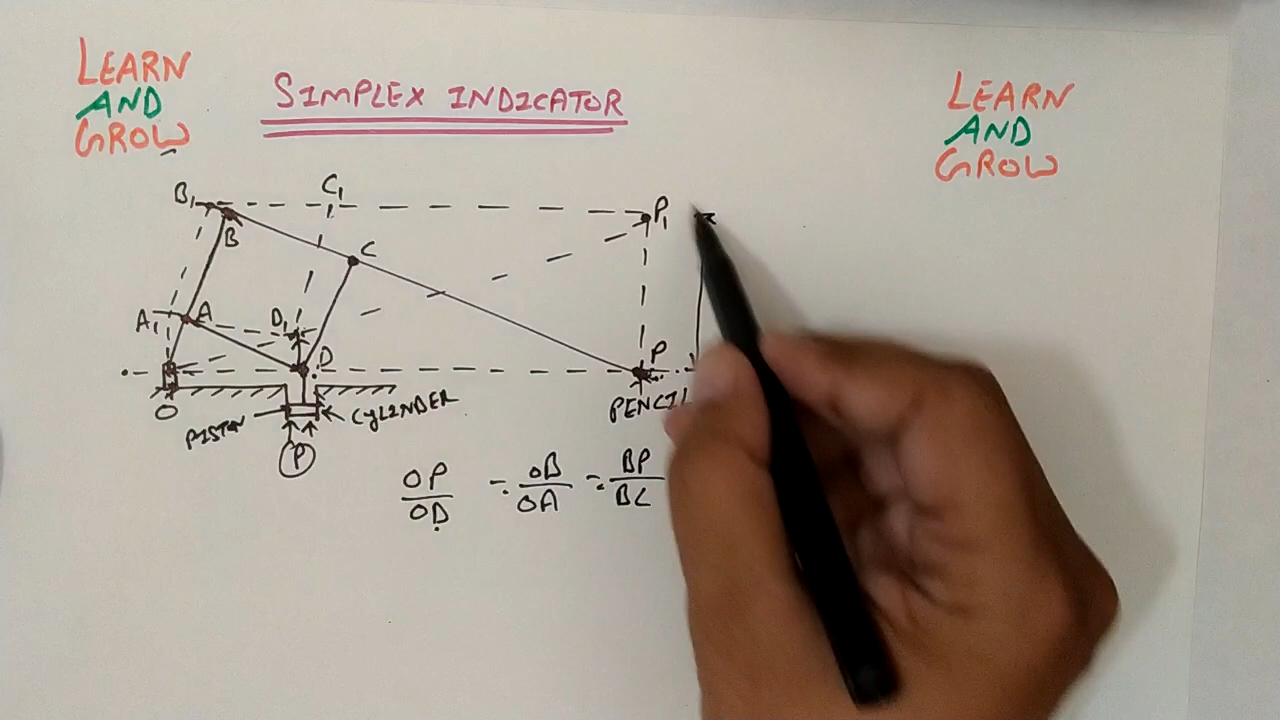 LEARN
AND
GROW
SIMPLEX INDICATOR
LEARN
AND
GROW
B₁
C₁
P₁
B
C
A₁
A
D₁
D
P
O
PENCIL
PISTON
CYLINDER
P
OP/OD = OB/OA = BP/BC